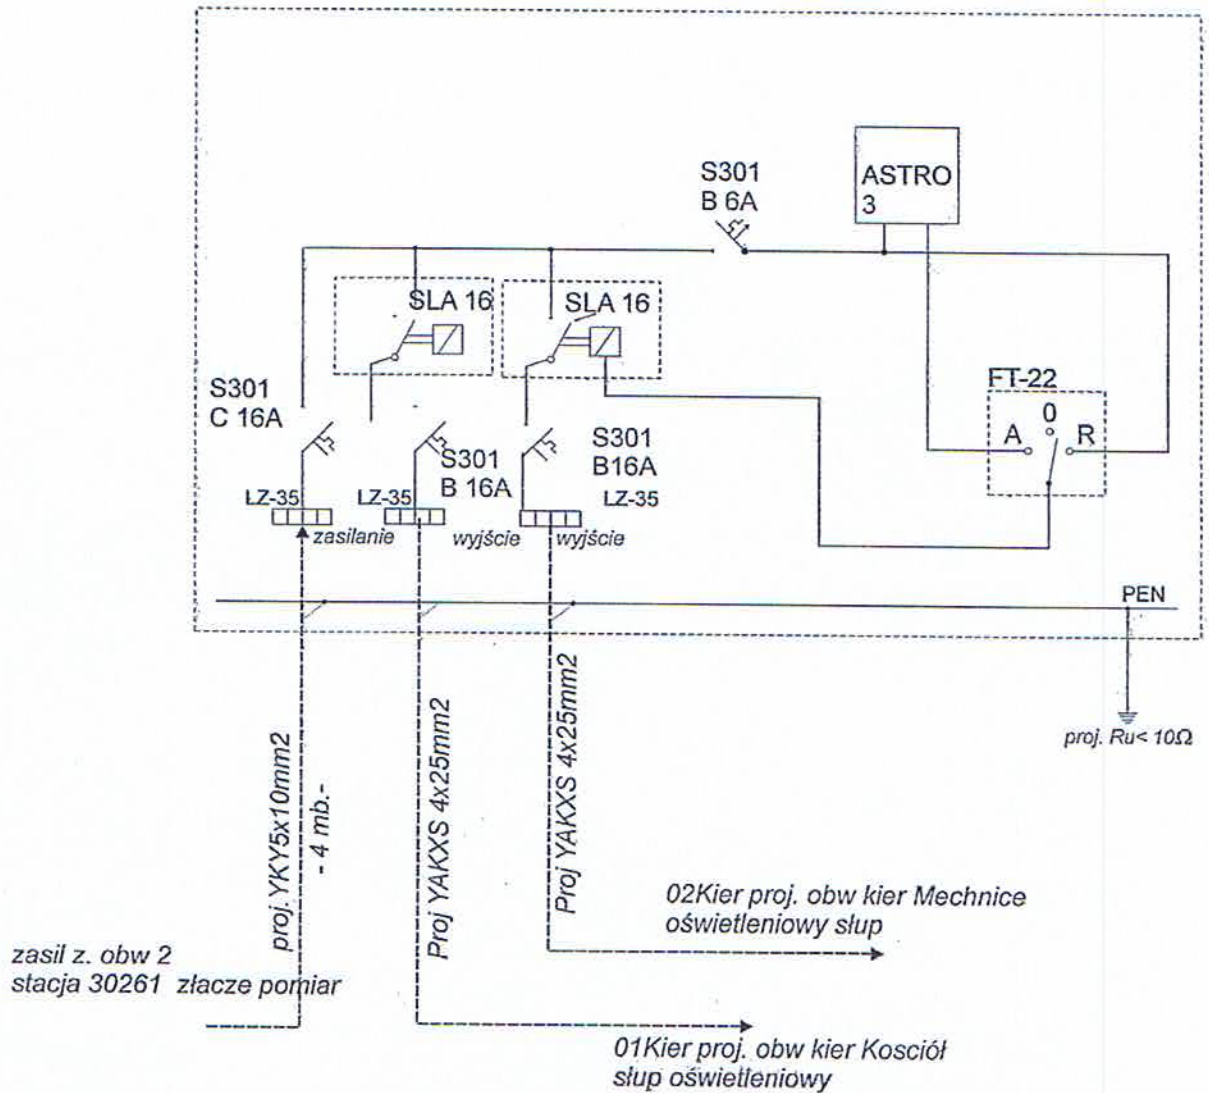 S301
B 6A
ASTRO
3
SLA 16
SLA 16
S301
C 16A
S301
B 16A
S301
B16A
FT-22
0
A
R
LZ-35
LZ-35
LZ-35
zasilanie
wyjście
wyjście
PEN
proj. Ru< 10Ω
proj. YKY5x10mm2
- 4 mb.-
Proj YAKXS 4x25mm2
Proj YAKXS 4x25mm2
02Kier proj. obw kier Mechnice
oświetleniowy słup
zasil z. obw 2
stacja 30261 złacze pomiar
01Kier proj. obw kier Kosciół
słup oświetleniowy